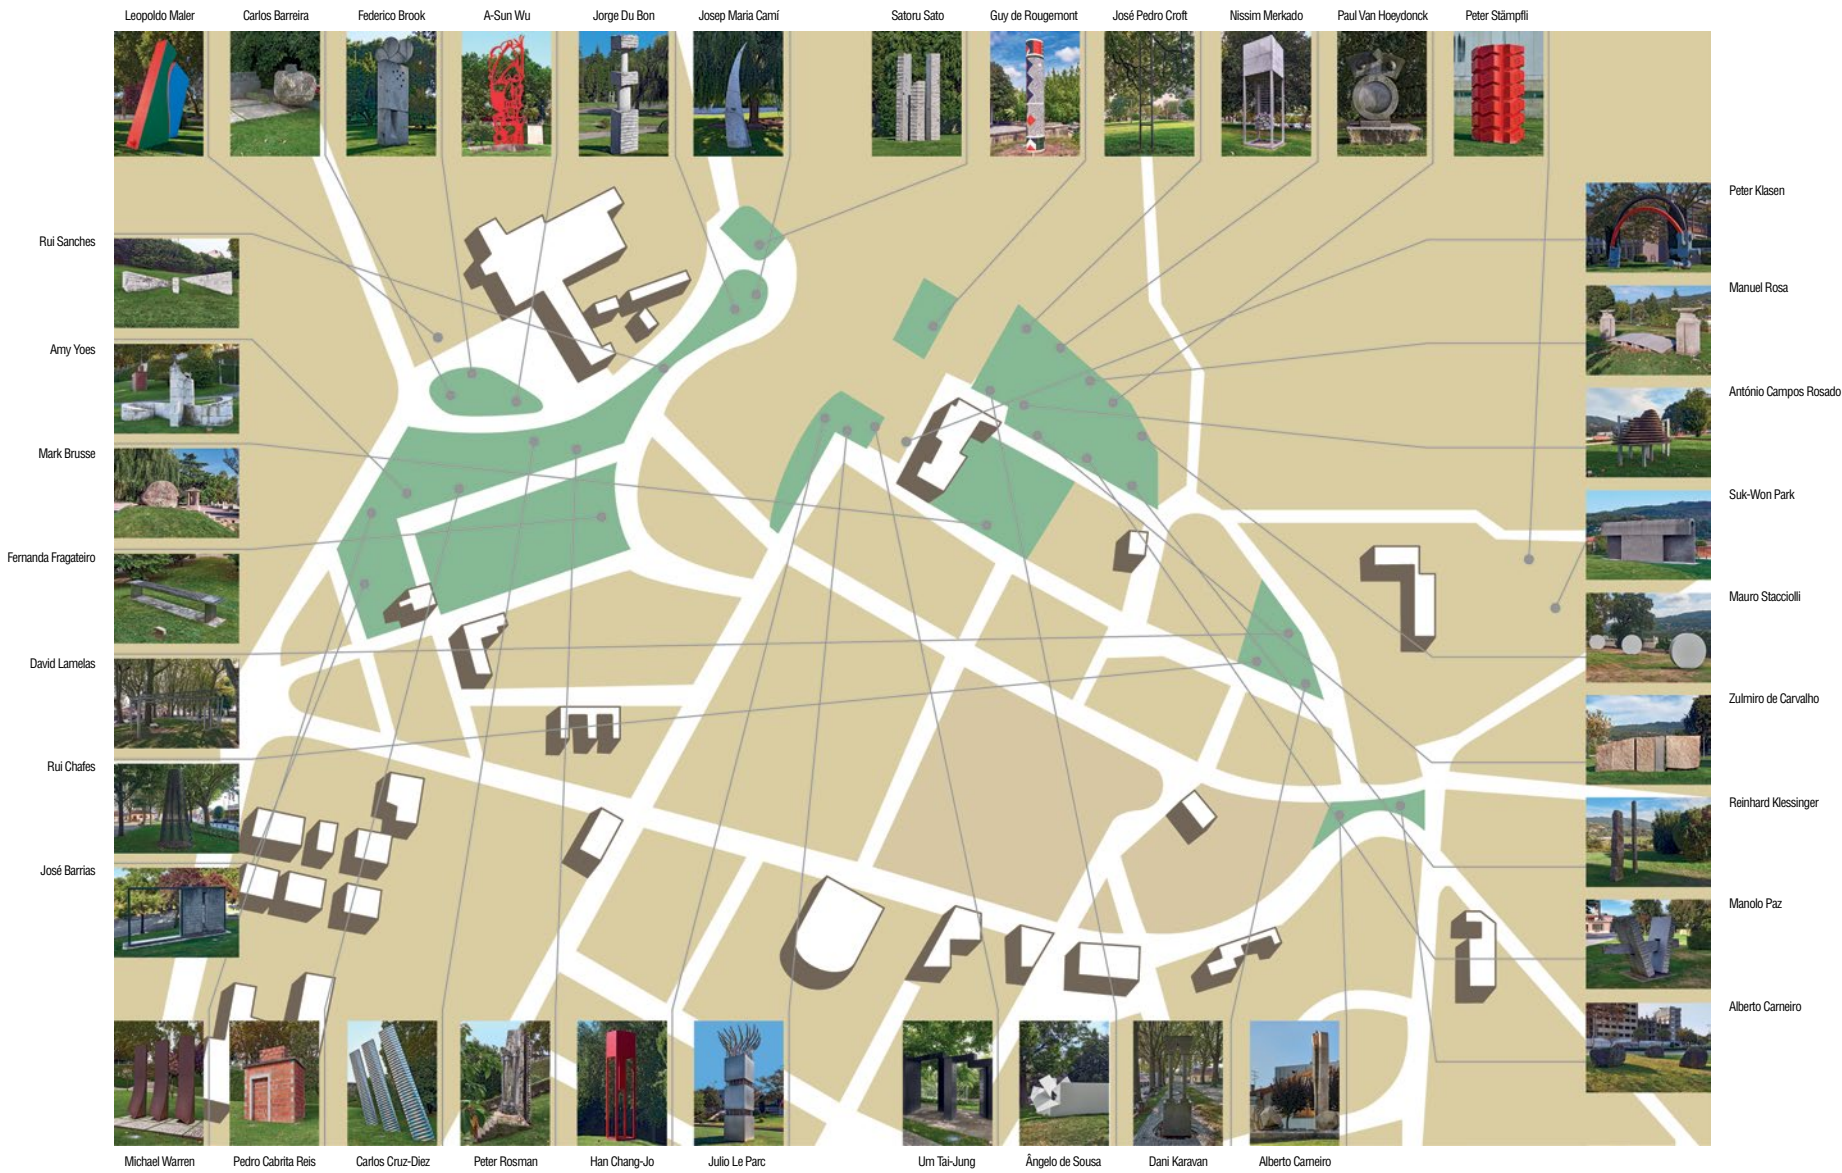 Leopoldo Maler
Carlos Barreira
Federico Brook
A-Sun Wu
Jorge Du Bon
Josep Maria Camí
Satoru Sato
Guy de Rougemont
José Pedro Croft
Nissim Merkado
Paul Van Hoeydonck
Peter Stämpfli
Rui Sanches
Amy Yoes
Mark Brusse
Fernanda Fragateiro
David Lamelas
Rui Chafes
José Barrias
Peter Klasen
Manuel Rosa
António Campos Rosado
Suk-Won Park
Mauro Stacciolli
Zulmiro de Carvalho
Reinhard Klessinger
Manolo Paz
Alberto Carneiro
Michael Warren
Pedro Cabrita Reis
Carlos Cruz-Diez
Peter Rosman
Han Chang-Jo
Julio Le Parc
Um Tai-Jung
Ângelo de Sousa
Dani Karavan
Alberto Carneiro